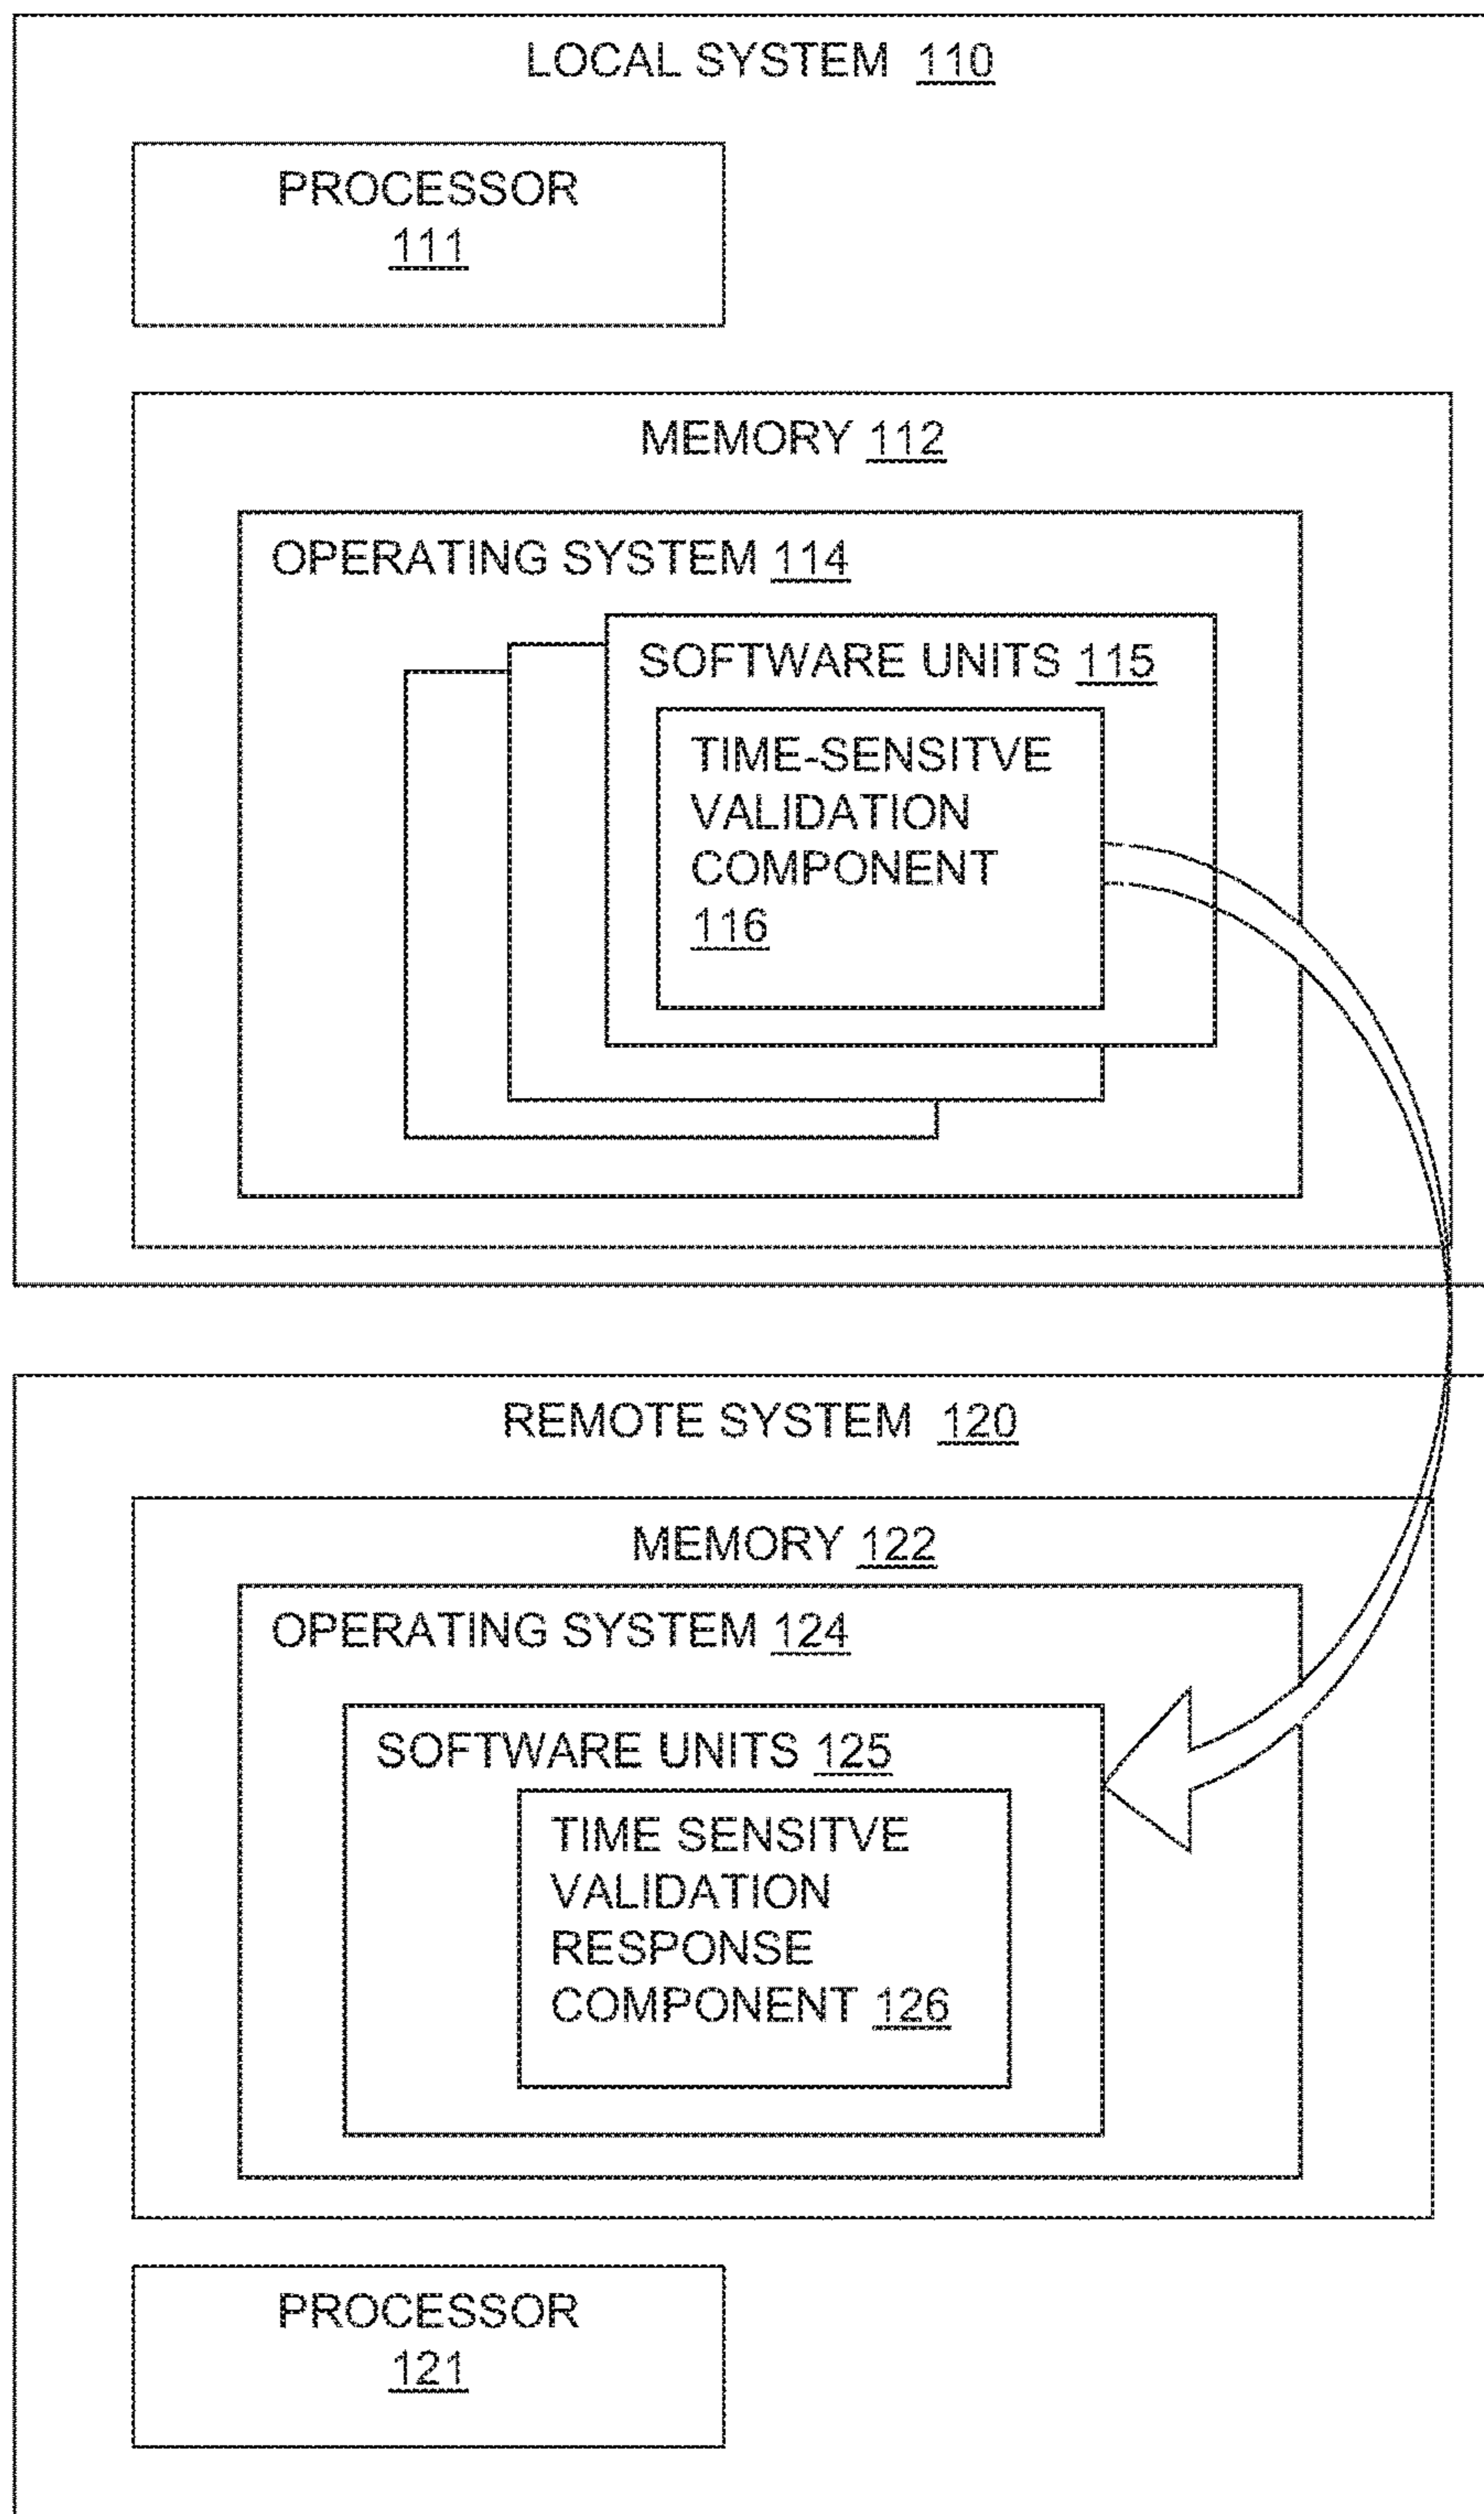 LOCAL SYSTEM 110
PROCESSOR
111
MEMORY 112
OPERATING SYSTEM 114
SOFTWARE UNITS 115
TIME-SENSITVE
VALIDATION
COMPONENT
116
REMOTE SYSTEM 120
MEMORY 122
OPERATING SYSTEM 124
SOFTWARE UNITS 125
TIME SENSITVE
VALIDATION
RESPONSE
COMPONENT 126
PROCESSOR
121